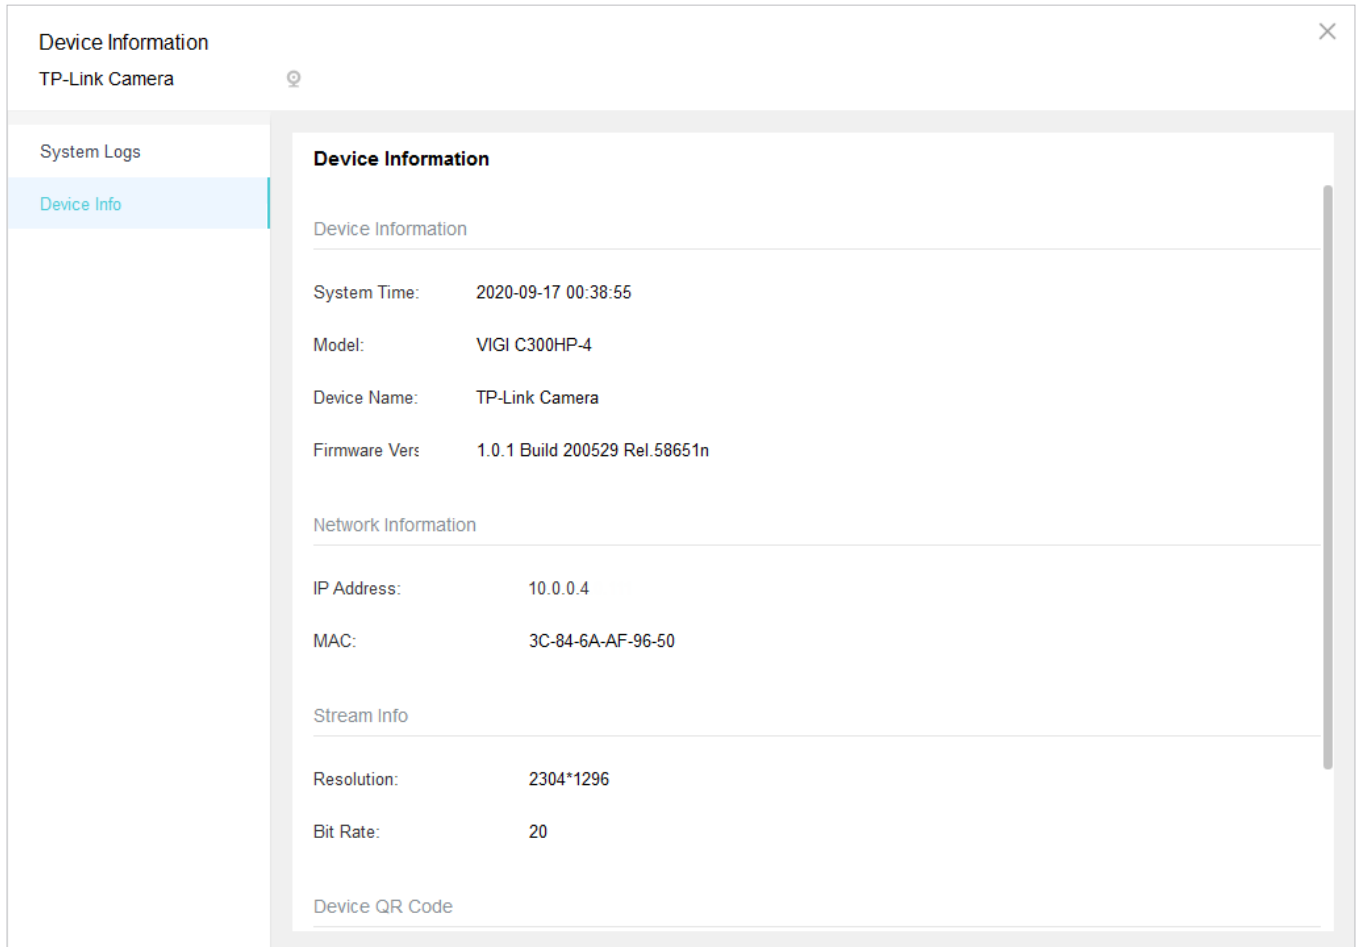 Device Information
TP-Link Camera
System Logs
Device Info
Device Information
Device Information
System Time: 2020-09-17 00:38:55
Model: VIGI C300HP-4
Device Name: TP-Link Camera
Firmware Vers 1.0.1 Build 200529 Rel.58651n
Network Information
IP Address: 10.0.0.4
MAC: 3C-84-6A-AF-96-50
Stream Info
Resolution: 2304*1296
Bit Rate: 20
Device QR Code